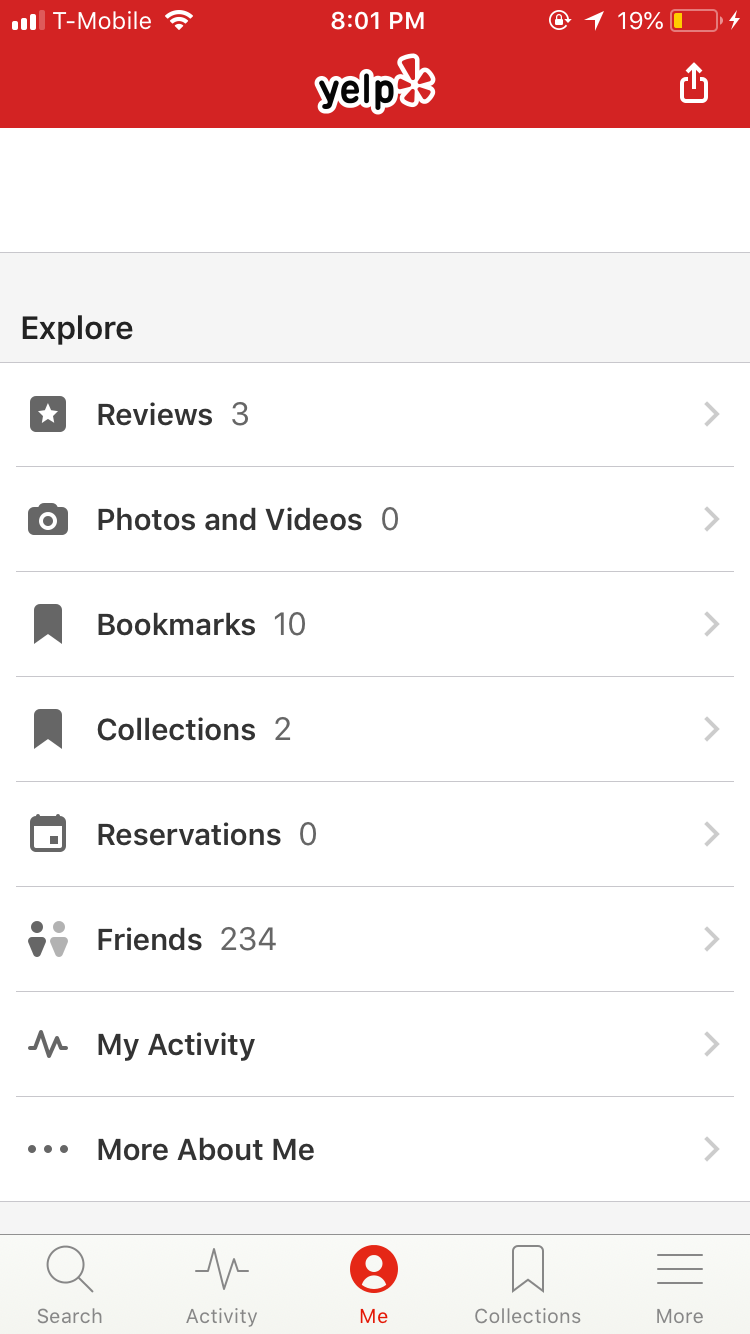 T-Mobile 8:01 PM 19%
yelp
Explore
Reviews 3
Photos and Videos 0
Bookmarks 10
Collections 2
Reservations 0
Friends 234
My Activity
More About Me
Search Activity Me Collections More